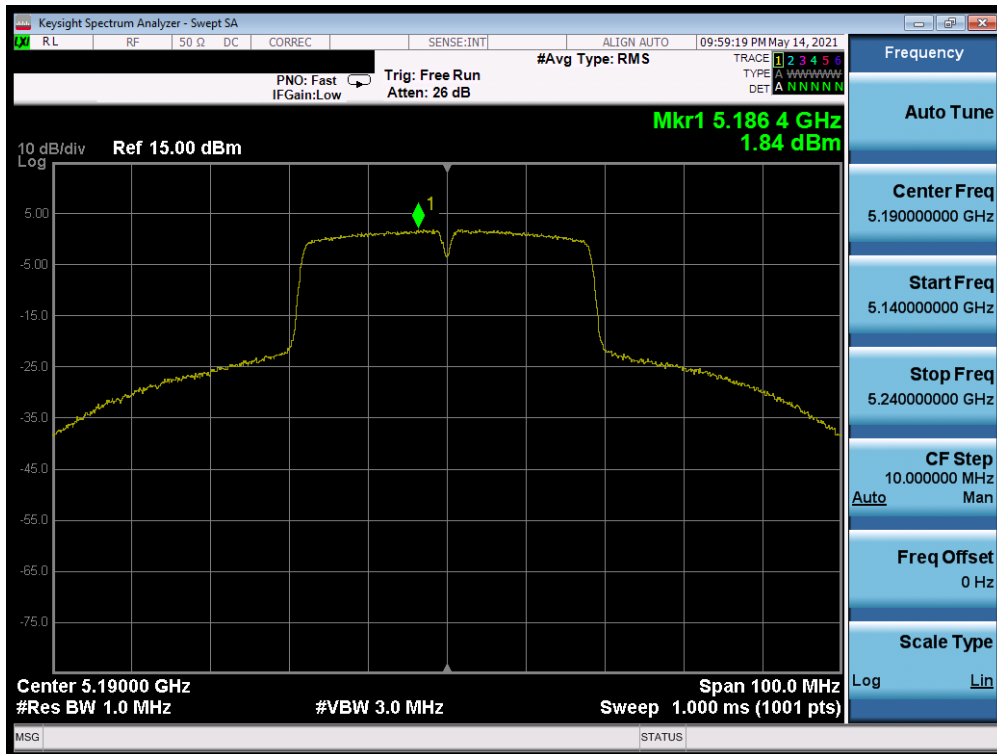 Keysight Spectrum Analyzer - Swept SA
LXI RL RF 50 Ω DC CORREC SENSE:INT ALIGN AUTO 09:59:19 PM May 14, 2021
#Avg Type: RMS
TRACE 1 2 3 4 5 6
TYPE A WWWWW
DET A N N N N N
PNO: Fast
IFGain:Low
Trig: Free Run
Atten: 26 dB
Mkr1 5.186 4 GHz
1.84 dBm
10 dB/div Ref 15.00 dBm
Log
1
5.00
-5.00
-15.0
-25.0
-35.0
-45.0
-55.0
-65.0
-75.0
Center 5.19000 GHz Span 100.0 MHz
#Res BW 1.0 MHz #VBW 3.0 MHz Sweep 1.000 ms (1001 pts)
MSG STATUS
Frequency
Auto Tune
Center Freq
5.190000000 GHz
Start Freq
5.140000000 GHz
Stop Freq
5.240000000 GHz
CF Step
10.000000 MHz
Auto Man
Freq Offset
0 Hz
Scale Type
Log Lin